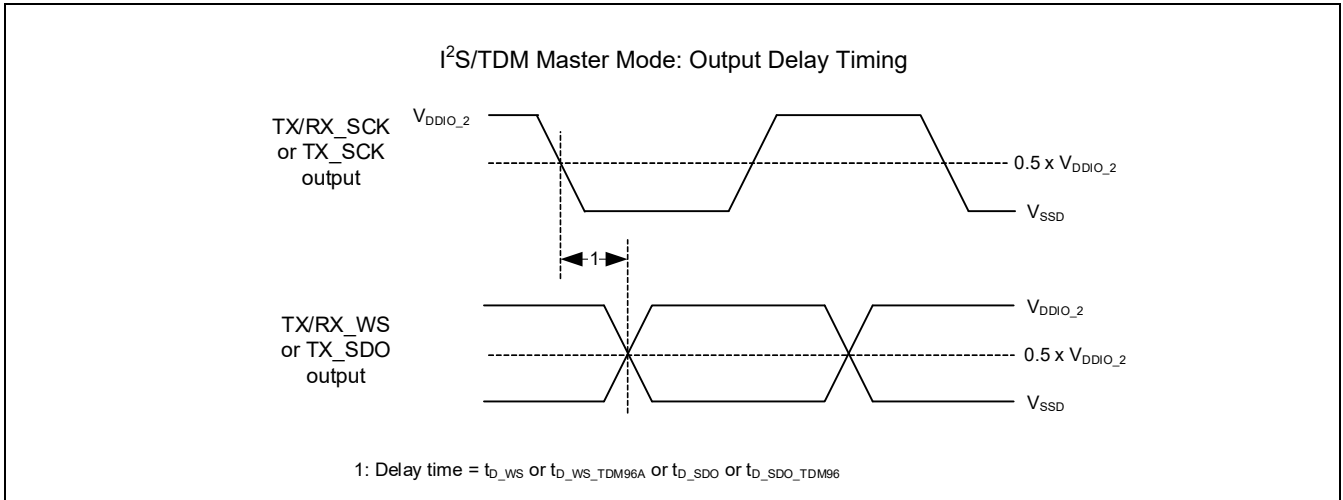 I²S/TDM Master Mode: Output Delay Timing
TX/RX_SCK
or TX_SCK
output
VDDIO_2
0.5 x VDDIO_2
VSSD
1
TX/RX_WS
or TX_SDO
output
VDDIO_2
0.5 x VDDIO_2
VSSD
1: Delay time = tD_WS or tD_WS_TDM96A or tD_SDO or tD_SDO_TDM96